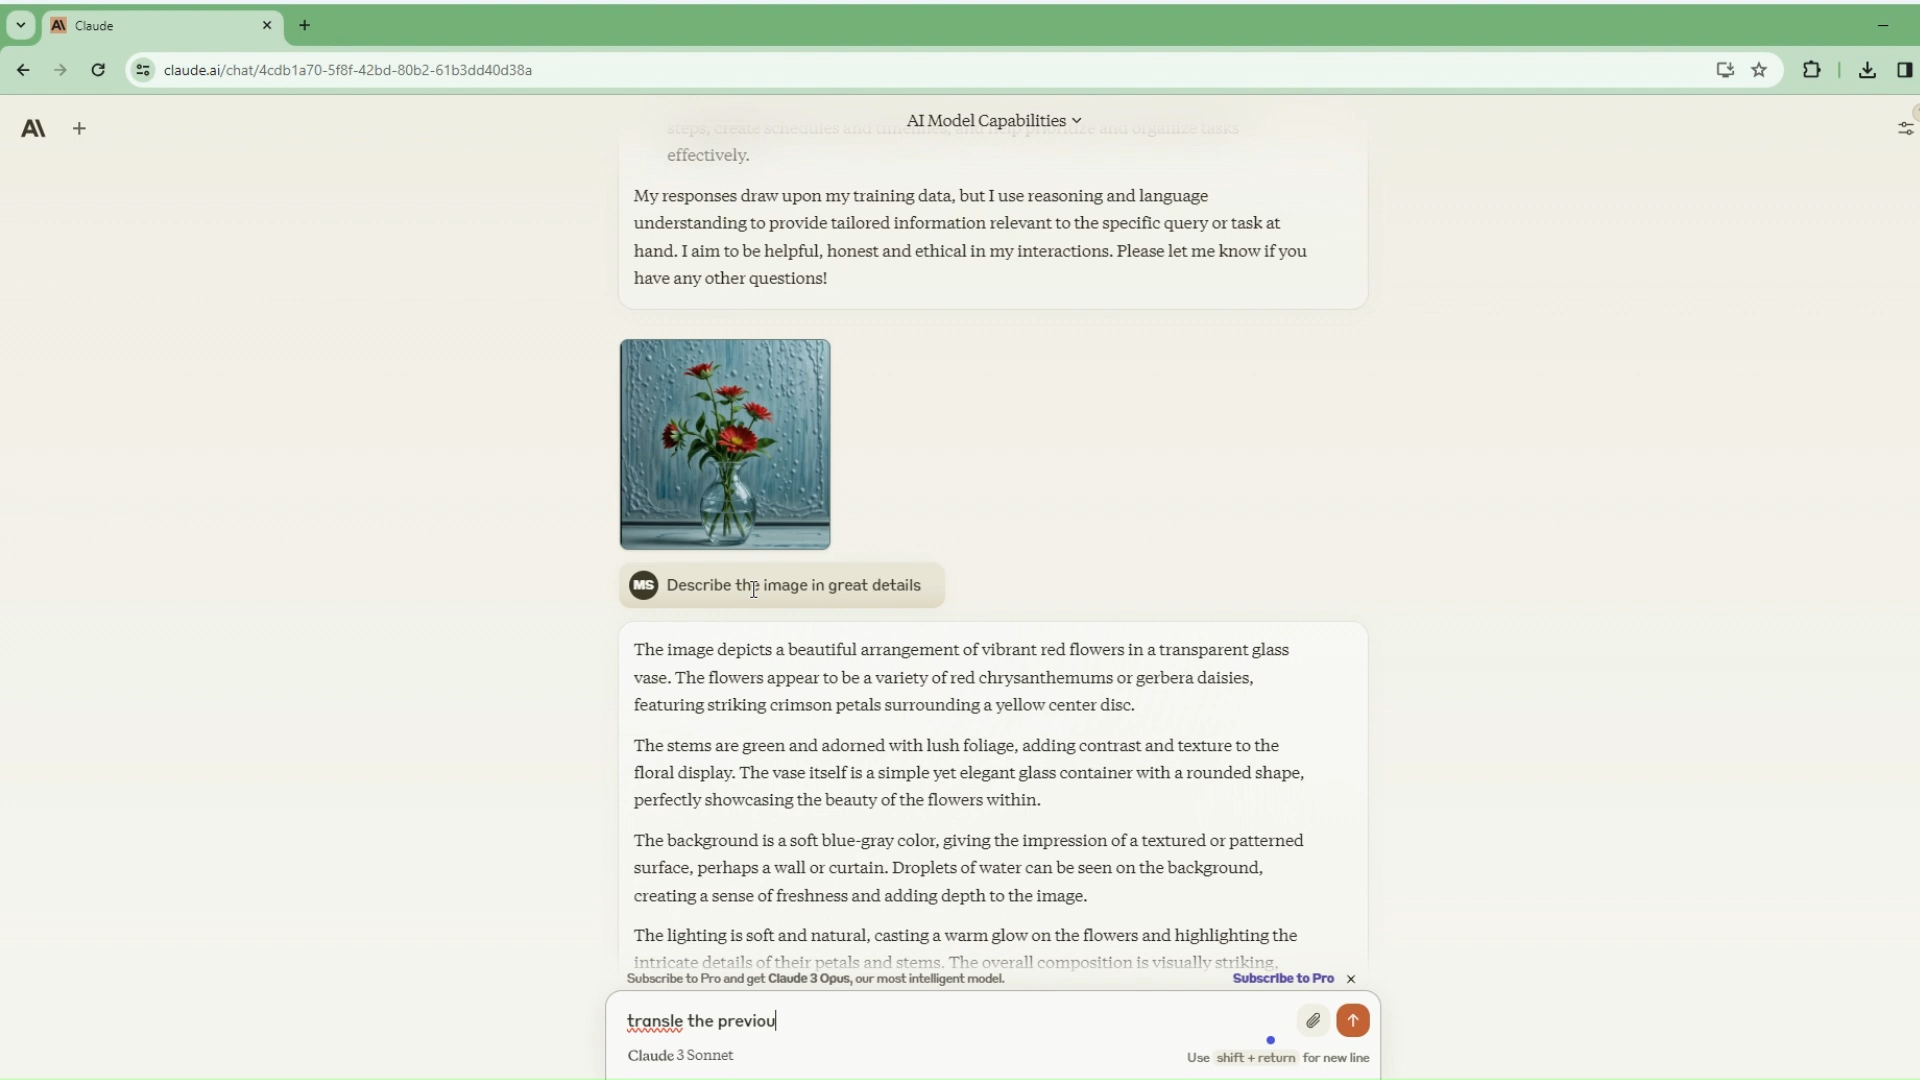 Claude
claude.ai/chat/4cdb1a70-5f8f-42bd-80b2-61b3dd40d38a
AI Model Capabilities
steps, create schedules and timelines, and help prioritize and organize tasks
effectively.
My responses draw upon my training data, but I use reasoning and language
understanding to provide tailored information relevant to the specific query or task at
hand. I aim to be helpful, honest and ethical in my interactions. Please let me know if you
have any other questions!
MS Describe the image in great details
The image depicts a beautiful arrangement of vibrant red flowers in a transparent glass
vase. The flowers appear to be a variety of red chrysanthemums or gerbera daisies,
featuring striking crimson petals surrounding a yellow center disc.
The stems are green and adorned with lush foliage, adding contrast and texture to the
floral display. The vase itself is a simple yet elegant glass container with a rounded shape,
perfectly showcasing the beauty of the flowers within.
The background is a soft blue-gray color, giving the impression of a textured or patterned
surface, perhaps a wall or curtain. Droplets of water can be seen on the background,
creating a sense of freshness and adding depth to the image.
The lighting is soft and natural, casting a warm glow on the flowers and highlighting the
intricate details of their petals and stems. The overall composition is visually striking,
Subscribe to Pro and get Claude 3 Opus, our most intelligent model. Subscribe to Pro
transle the previou
Claude 3 Sonnet
Use shift + return for new line